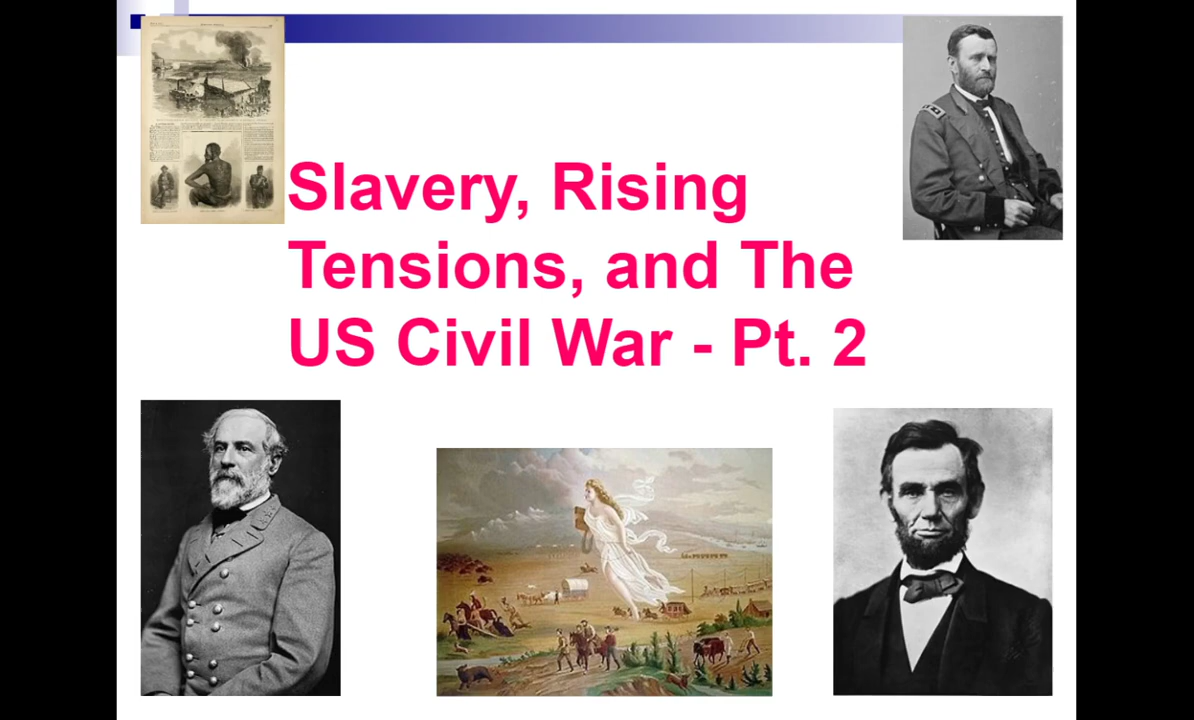 Slavery, Rising
Tensions, and The
US Civil War - Pt. 2